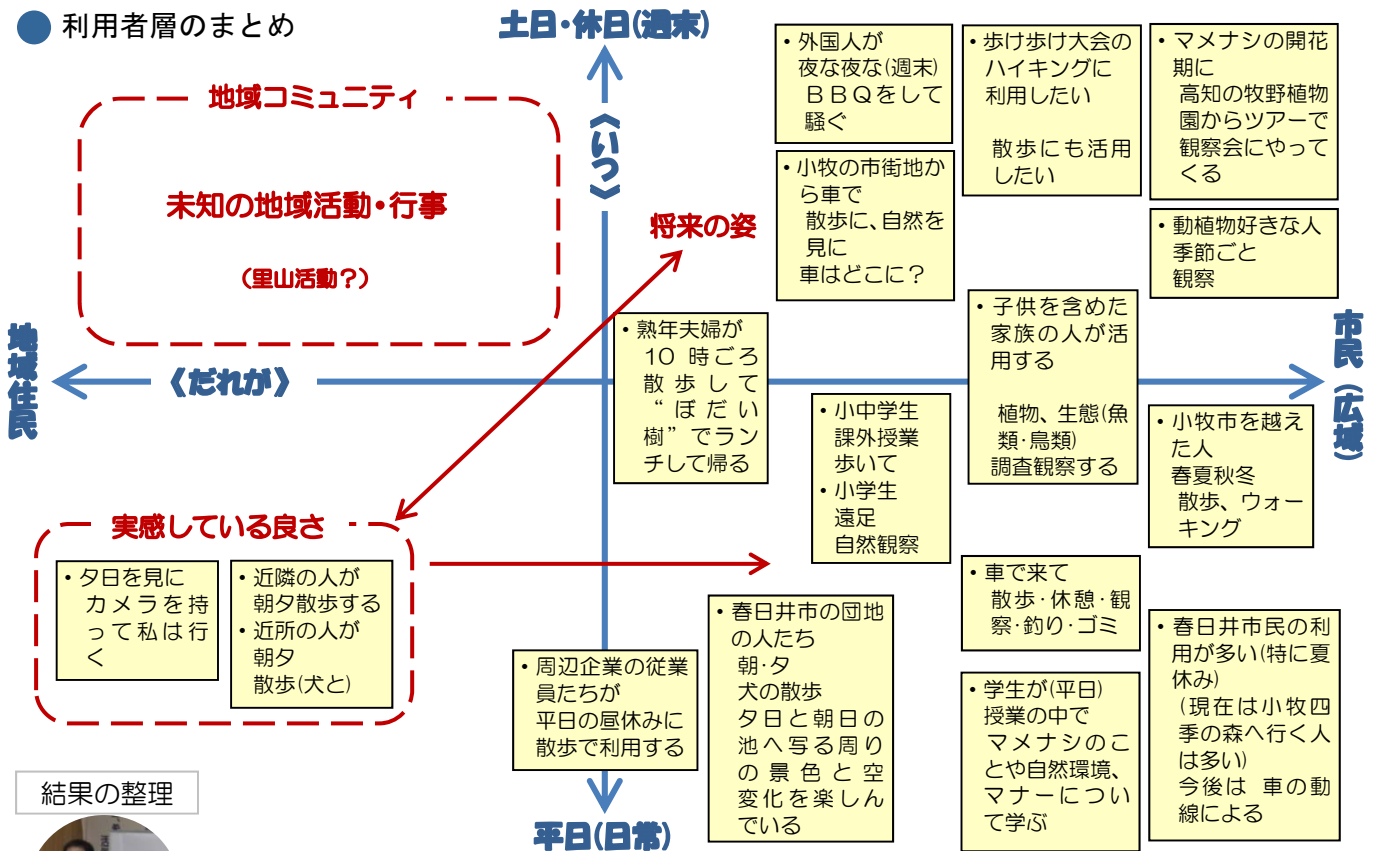 利用者層のまとめ
土日・休日(週末)
《いつ》
地域コミュニティ
未知の地域活動・行事
(里山活動?)
将来の姿
・外国人が
夜な夜な(週末)
BBQをして
騒ぐ
・歩け歩け大会の
ハイキングに
利用したい
散歩にも活用
したい
・マメナシの開花
期に
高知の牧野植物
園からツアーで
観察会にやって
くる
・小牧の市街地か
ら車で
散歩に、自然を
見に
車はどこに?
・動植物好きな人
季節ごと
観察
地域住民
《だれが》
市民(広域)
・熟年夫婦が
10 時ごろ
散歩して
“ぼだい
樹”でラン
チして帰る
・子供を含めた
家族の人が活
用する
植物、生態(魚
類・鳥類)
調査観察する
・小中学生
課外授業
歩いて
・小学生
遠足
自然観察
・小牧市を越え
た人
春夏秋冬
散歩、ウォー
キング
実感している良さ
・夕日を見に
カメラを持
って私は行
く
・近隣の人が
朝夕散歩する
・近所の人が
朝夕
散歩(犬と)
・周辺企業の従業
員たちが
平日の昼休みに
散歩で利用する
・春日井市の団地
の人たち
朝・夕
犬の散歩
夕日と朝日の
池へ写る周り
の景色と空
変化を楽しん
でいる
・車で来て
散歩・休憩・観
察・釣り・ゴミ
・学生が(平日)
授業の中で
マメナシのこ
とや自然環境、
マナーについ
て学ぶ
・春日井市民の利
用が多い(特に夏
休み)
(現在は小牧四
季の森へ行く人
は多い)
今後は 車の動
線による
平日(日常)
結果の整理